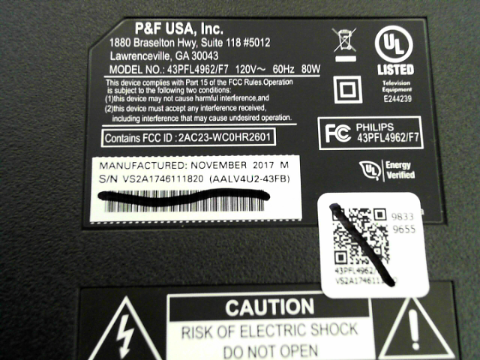 P&F USA, Inc.
1880 Braselton Hwy, Suite 118 #5012
Lawrenceville, GA 30043
MODEL NO.: 43PFL4962/F7 120V~ 60Hz 80W
This device complies with Part 15 of the FCC Rules Operation
is subject to the following two conditions:
(1)this device may not cause harmful interference,and
(2)this device must accept any interference received,
including interference that may cause undesired operation.
Contains FCC ID : 2AC23-WC0HR2601
UL
LISTED
Television
Equipment
E244239
FC PHILIPS
43PFL4962/F7
UL Energy
Verified
MANUFACTURED: NOVEMBER 2017 M
S/N VS2A1746111820 (AALV4U2-43FB)
9833
9655
43PFL4962/
VS2A1746111820
CAUTION
RISK OF ELECTRIC SHOCK
DO NOT OPEN